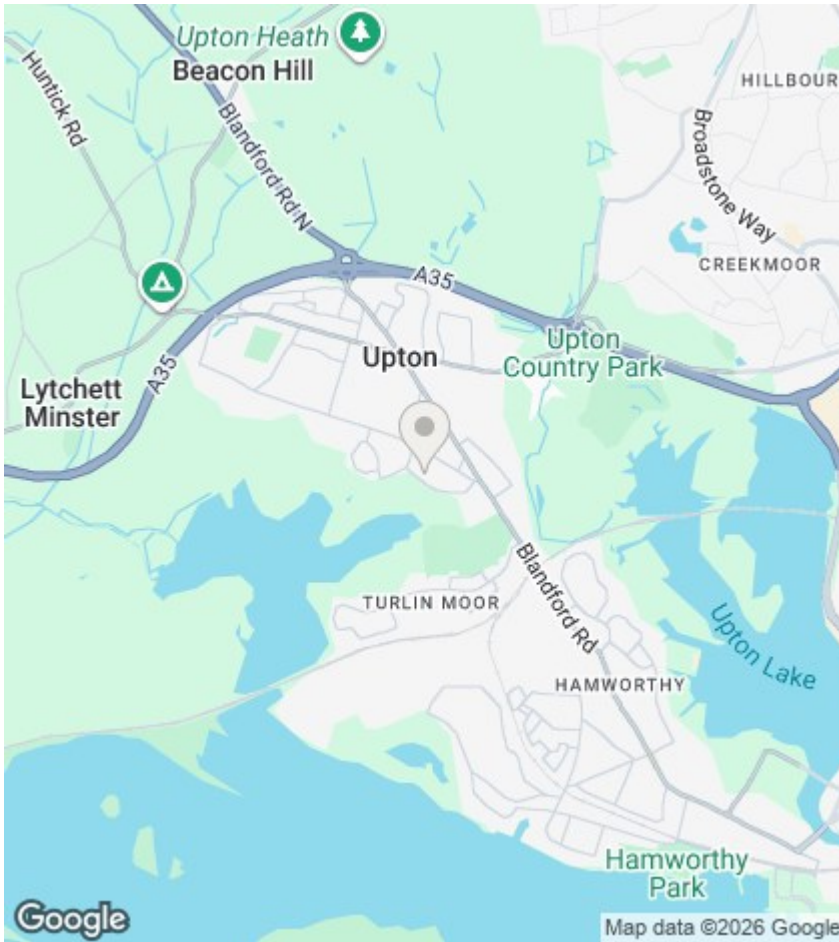 Upton Heath
Beacon Hill
Huntick Rd
Blandford Rd N
HILLBOUR
Broadstone Way
CREEKMOOR
A35
A35
Upton
Upton
Country Park
Lytchett
Minster
Blandford Rd
TURLIN MOOR
Upton Lake
HAMWORTHY
Hamworthy
Park
Google
Map data ©2026 Google